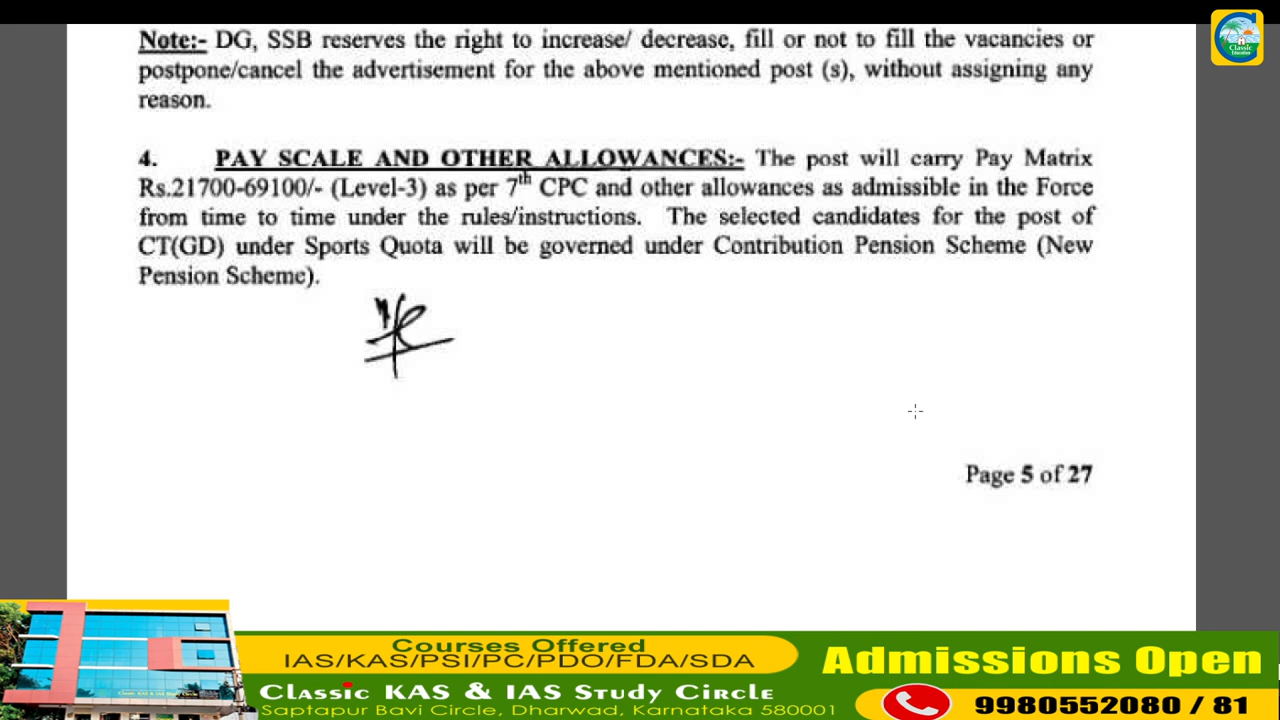 Note:- DG, SSB reserves the right to increase/ decrease, fill or not to fill the vacancies or
postpone/cancel the advertisement for the above mentioned post (s), without assigning any
reason.
4. PAY SCALE AND OTHER ALLOWANCES:- The post will carry Pay Matrix
Rs.21700-69100/- (Level-3) as per 7th CPC and other allowances as admissible in the Force
from time to time under the rules/instructions. The selected candidates for the post of
CT(GD) under Sports Quota will be governed under Contribution Pension Scheme (New
Pension Scheme).
Page 5 of 27
Classic
Education
Courses Offered
IAS/KAS/PSI/PC/PDO/FDA/SDA
Classic KAS & IAS Study Circle
Saptapur Bavi Circle, Dharwad, Karnataka 580001
Admissions Open
9980552080 / 81